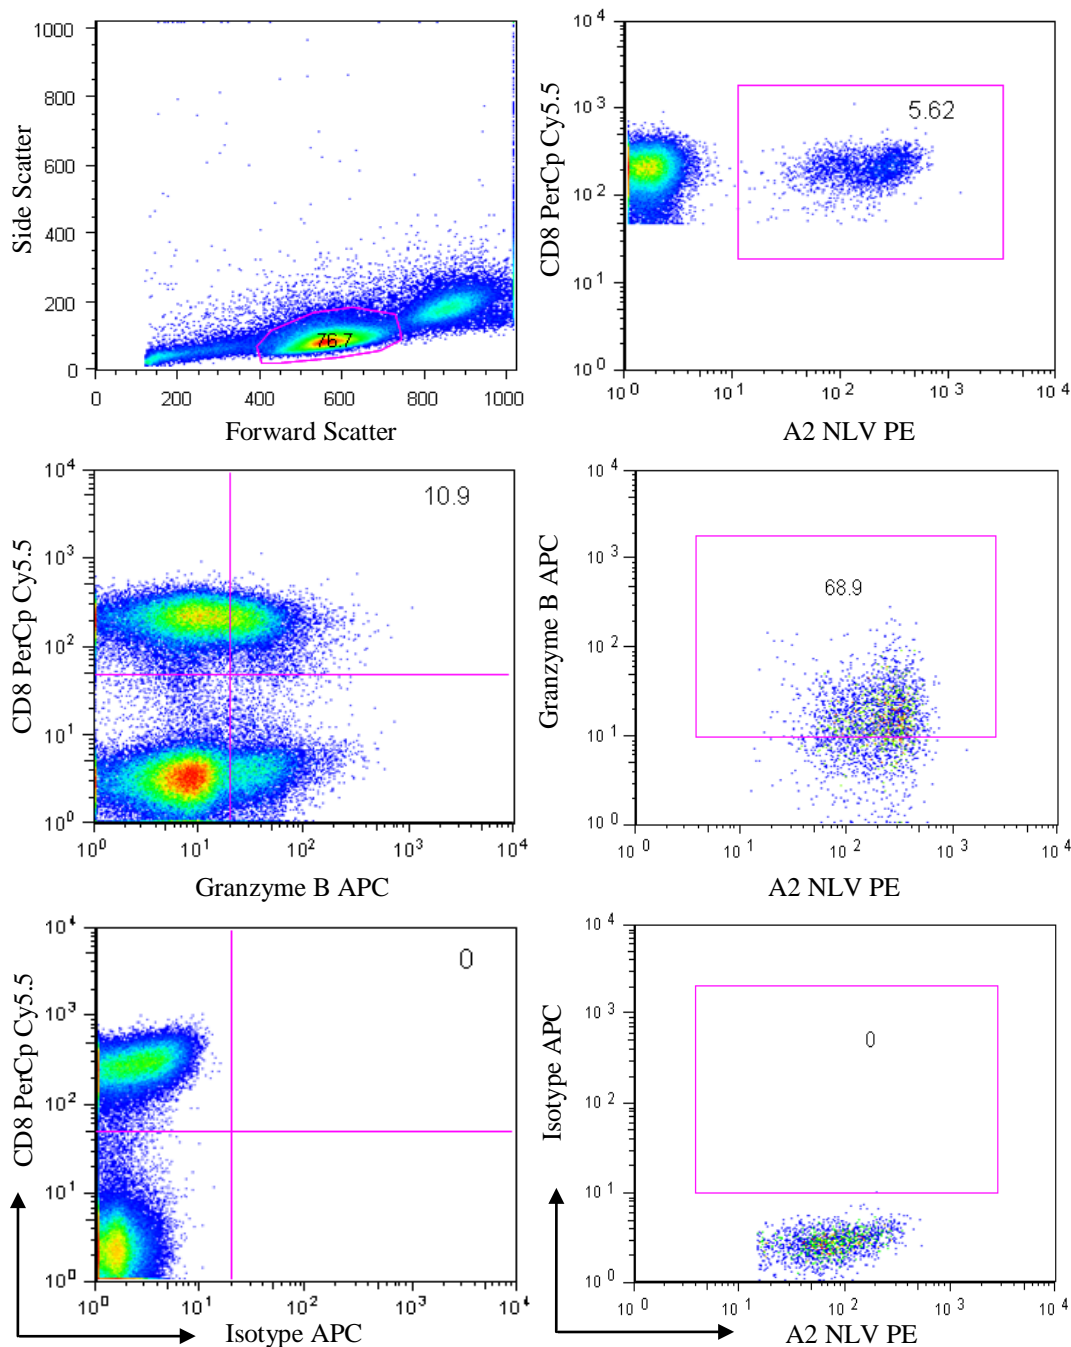 1000
800
600
400
200
0
Side Scatter
76.7
0 200 400 600 800 1000
Forward Scatter
10^4
10^3
10^2
10^1
10^0
CD8 PerCp Cy5.5
5.62
10^0 10^1 10^2 10^3 10^4
A2 NLV PE
10^4
10^3
10^2
10^1
10^0
CD8 PerCp Cy5.5
10.9
10^0 10^1 10^2 10^3 10^4
Granzyme B APC
10^4
10^3
10^2
10^1
10^0
Granzyme B APC
68.9
10^0 10^1 10^2 10^3 10^4
A2 NLV PE
10^4
10^3
10^2
10^1
10^0
CD8 PerCp Cy5.5
0
10^0 10^1 10^2 10^3 10^4
Isotype APC
10^4
10^3
10^2
10^1
10^0
Isotype APC
0
10^0 10^1 10^2 10^3 10^4
A2 NLV PE